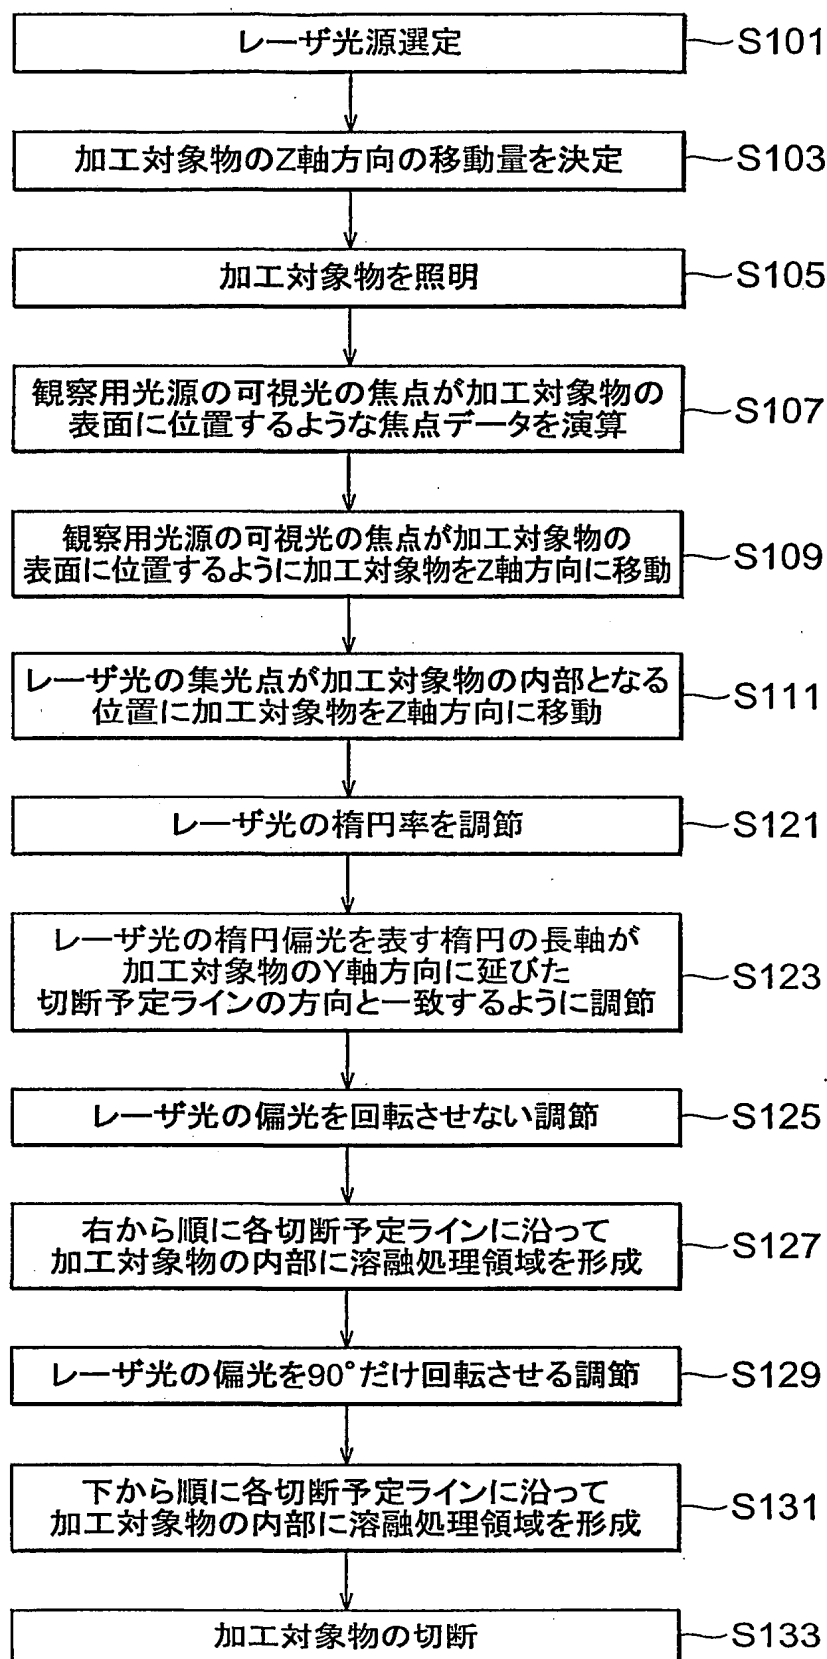 レーザ光源選定
S101
加工対象物のZ軸方向の移動量を決定
S103
加工対象物を照明
S105
観察用光源の可視光の焦点が加工対象物の
表面に位置するような焦点データを演算
S107
観察用光源の可視光の焦点が加工対象物の
表面に位置するように加工対象物をZ軸方向に移動
S109
レーザ光の集光点が加工対象物の内部となる
位置に加工対象物をZ軸方向に移動
S111
レーザ光の楕円率を調節
S121
レーザ光の楕円偏光を表す楕円の長軸が
加工対象物のY軸方向に延びた
切断予定ラインの方向と一致するように調節
S123
レーザ光の偏光を回転させない調節
S125
右から順に各切断予定ラインに沿って
加工対象物の内部に溶融処理領域を形成
S127
レーザ光の偏光を90°だけ回転させる調節
S129
下から順に各切断予定ラインに沿って
加工対象物の内部に溶融処理領域を形成
S131
加工対象物の切断
S133